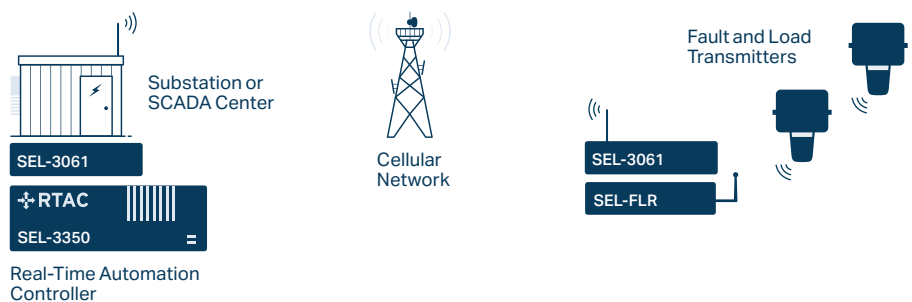 Substation or
SCADA Center
SEL-3061
RTAC
SEL-3350
Real-Time Automation
Controller
Cellular
Network
Fault and Load
Transmitters
SEL-3061
SEL-FLR